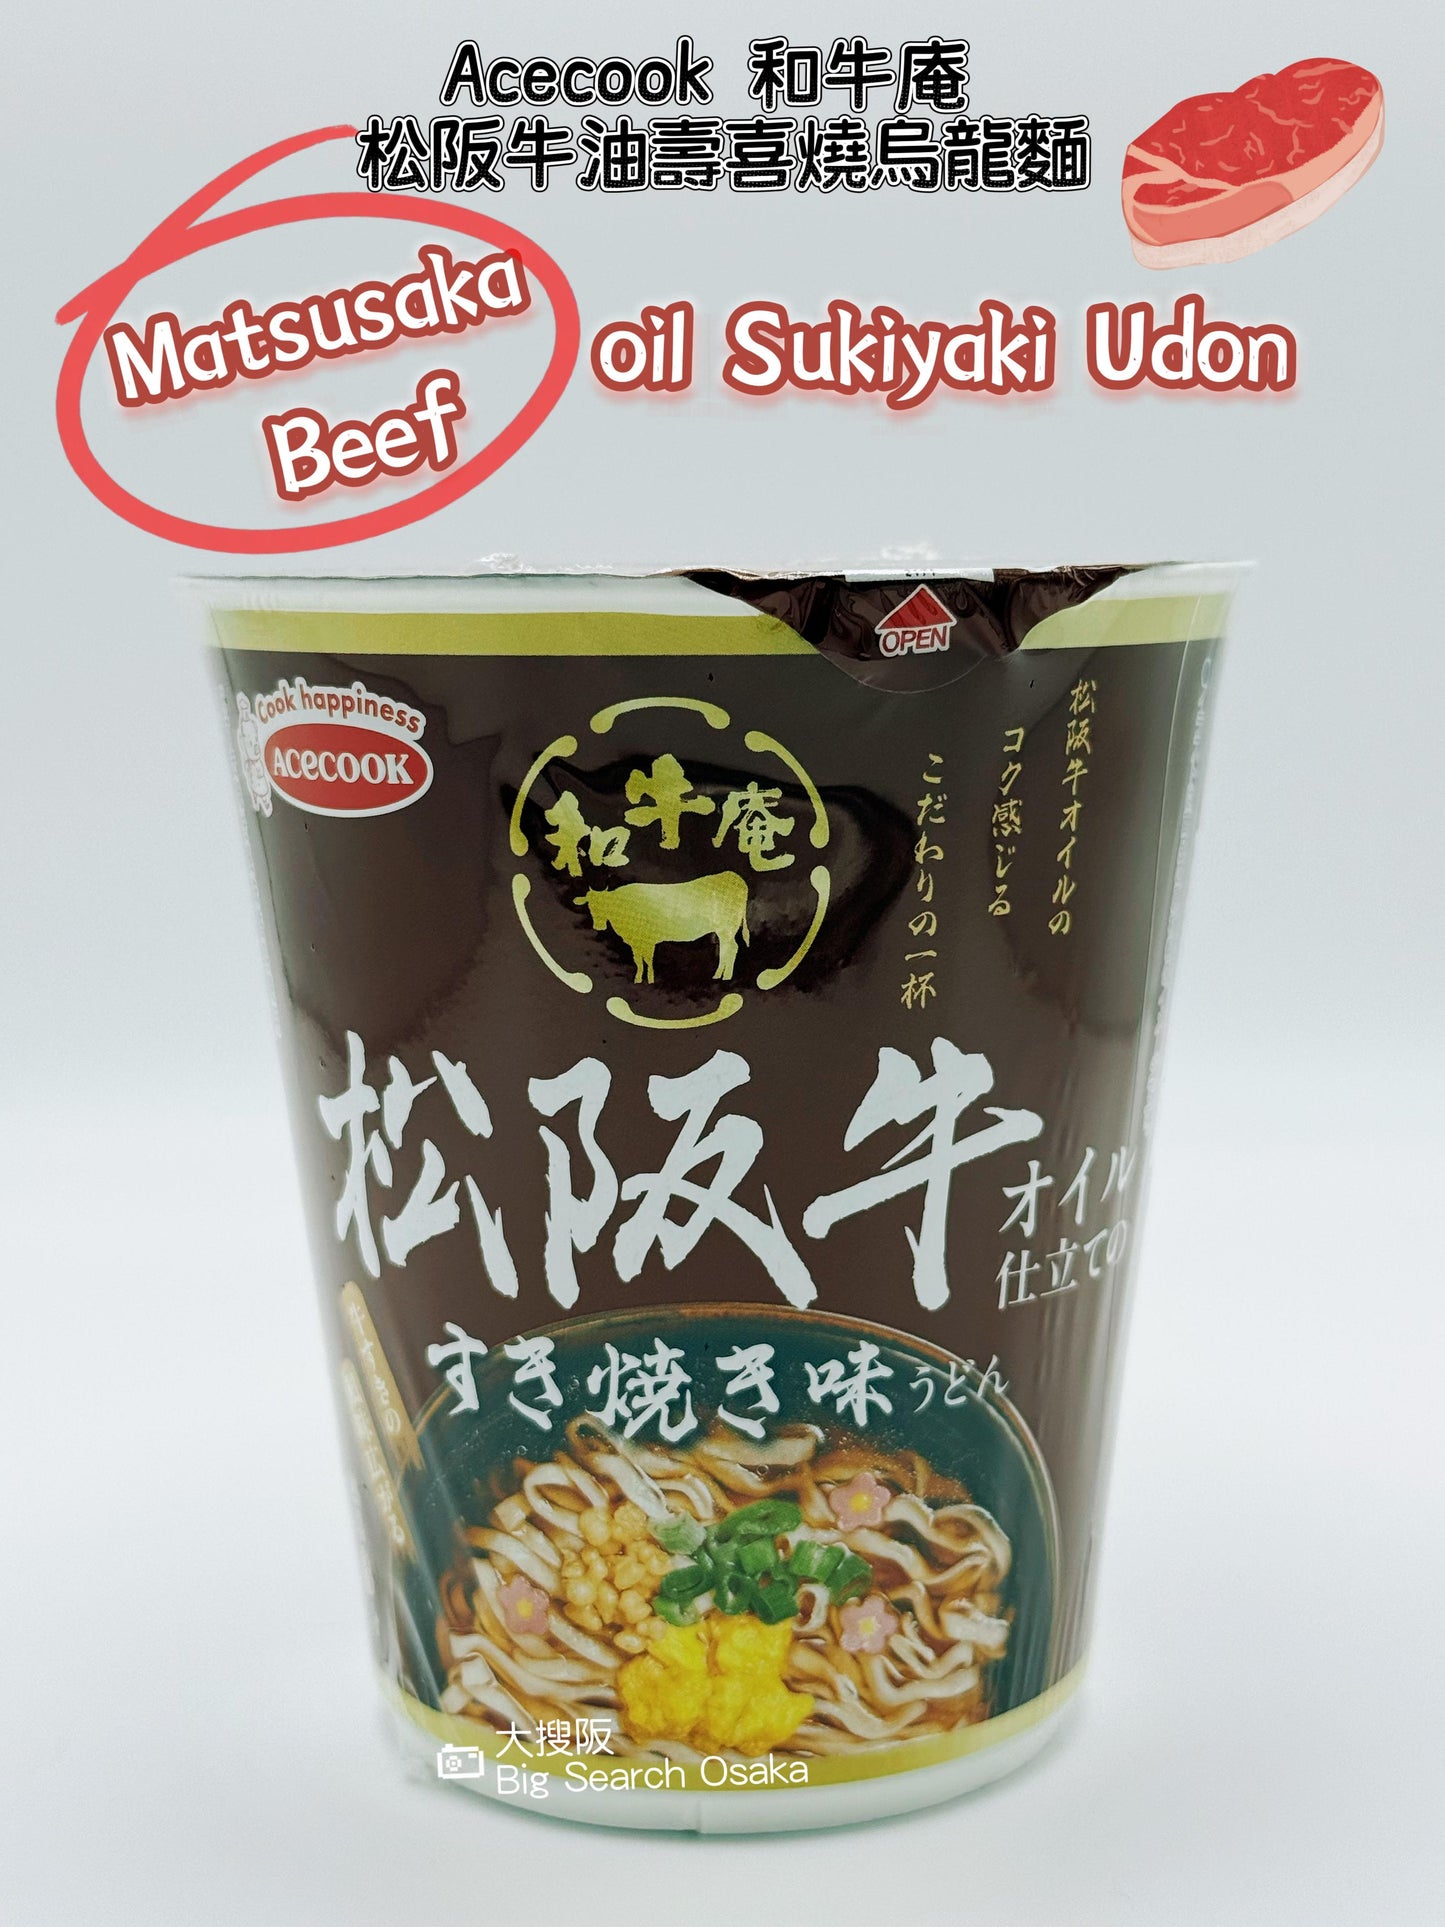 Acecook 和牛庵
松阪牛油壽喜燒烏龍麵
Matsusaka
Beef
oil Sukiyaki Udon
OPEN
Cook happiness
ACECOOK
和牛庵
松阪牛オイルの
コク感じる
こだわりの一杯
松阪牛
オイル
仕立ての
すき焼き味うどん
大搜阪
Big Search Osaka